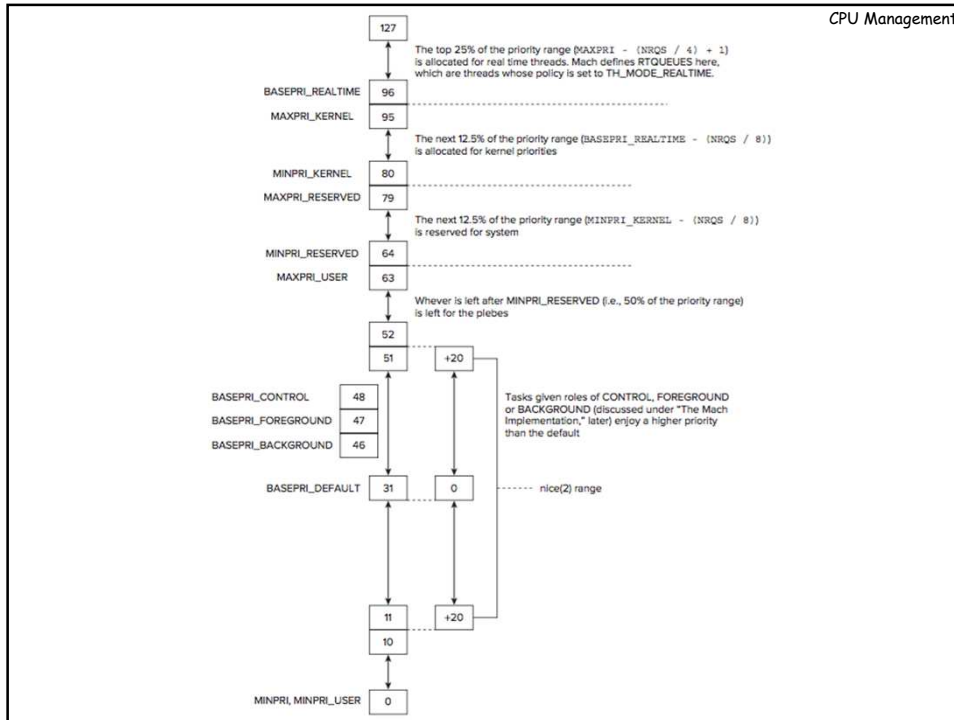 CPU Management
127
The top 25% of the priority range (MAXPRI - (NRQS / 4) + 1)
is allocated for real time threads. Mach defines RTQUEUES here,
which are threads whose policy is set to TH_MODE_REALTIME.
BASEPRI_REALTIME 96
MAXPRI_KERNEL 95
The next 12.5% of the priority range (BASEPRI_REALTIME - (NRQS / 8))
is allocated for kernel priorities
MINPRI_KERNEL 80
MAXPRI_RESERVED 79
The next 12.5% of the priority range (MINPRI_KERNEL - (NRQS / 8))
is reserved for system
MINPRI_RESERVED 64
MAXPRI_USER 63
Whever is left after MINPRI_RESERVED (i.e., 50% of the priority range)
is left for the plebes
52
51 +20
BASEPRI_CONTROL 48
BASEPRI_FOREGROUND 47
BASEPRI_BACKGROUND 46
Tasks given roles of CONTROL, FOREGROUND
or BACKGROUND (discussed under "The Mach
Implementation," later) enjoy a higher priority
than the default
BASEPRI_DEFAULT 31 0 nice(2) range
11 +20
10
MINPRI, MINPRI_USER 0